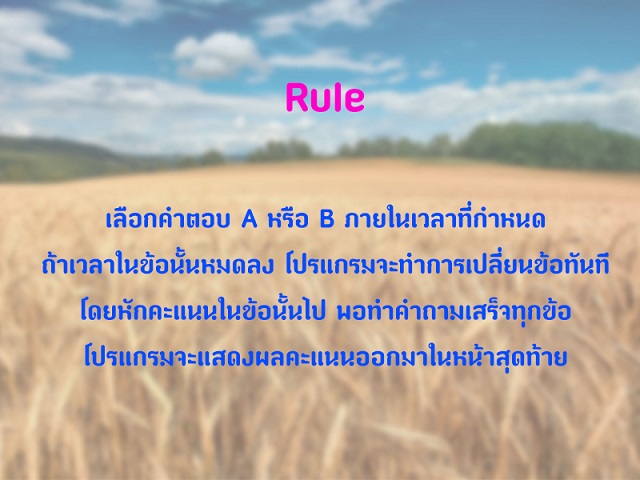 Rule
เลือกคำตอบ A หรือ B ภายในเวลาที่กำหนด
ถ้าเวลาในข้อนั้นหมดลง โปรแกรมจะทำการเปลี่ยนข้อทันที
โดยหักคะแนนในข้อนั้นไป พอทำคำถามเสร็จทุกข้อ
โปรแกรมจะแสดงผลคะแนนออกมาในหน้าสุดท้าย